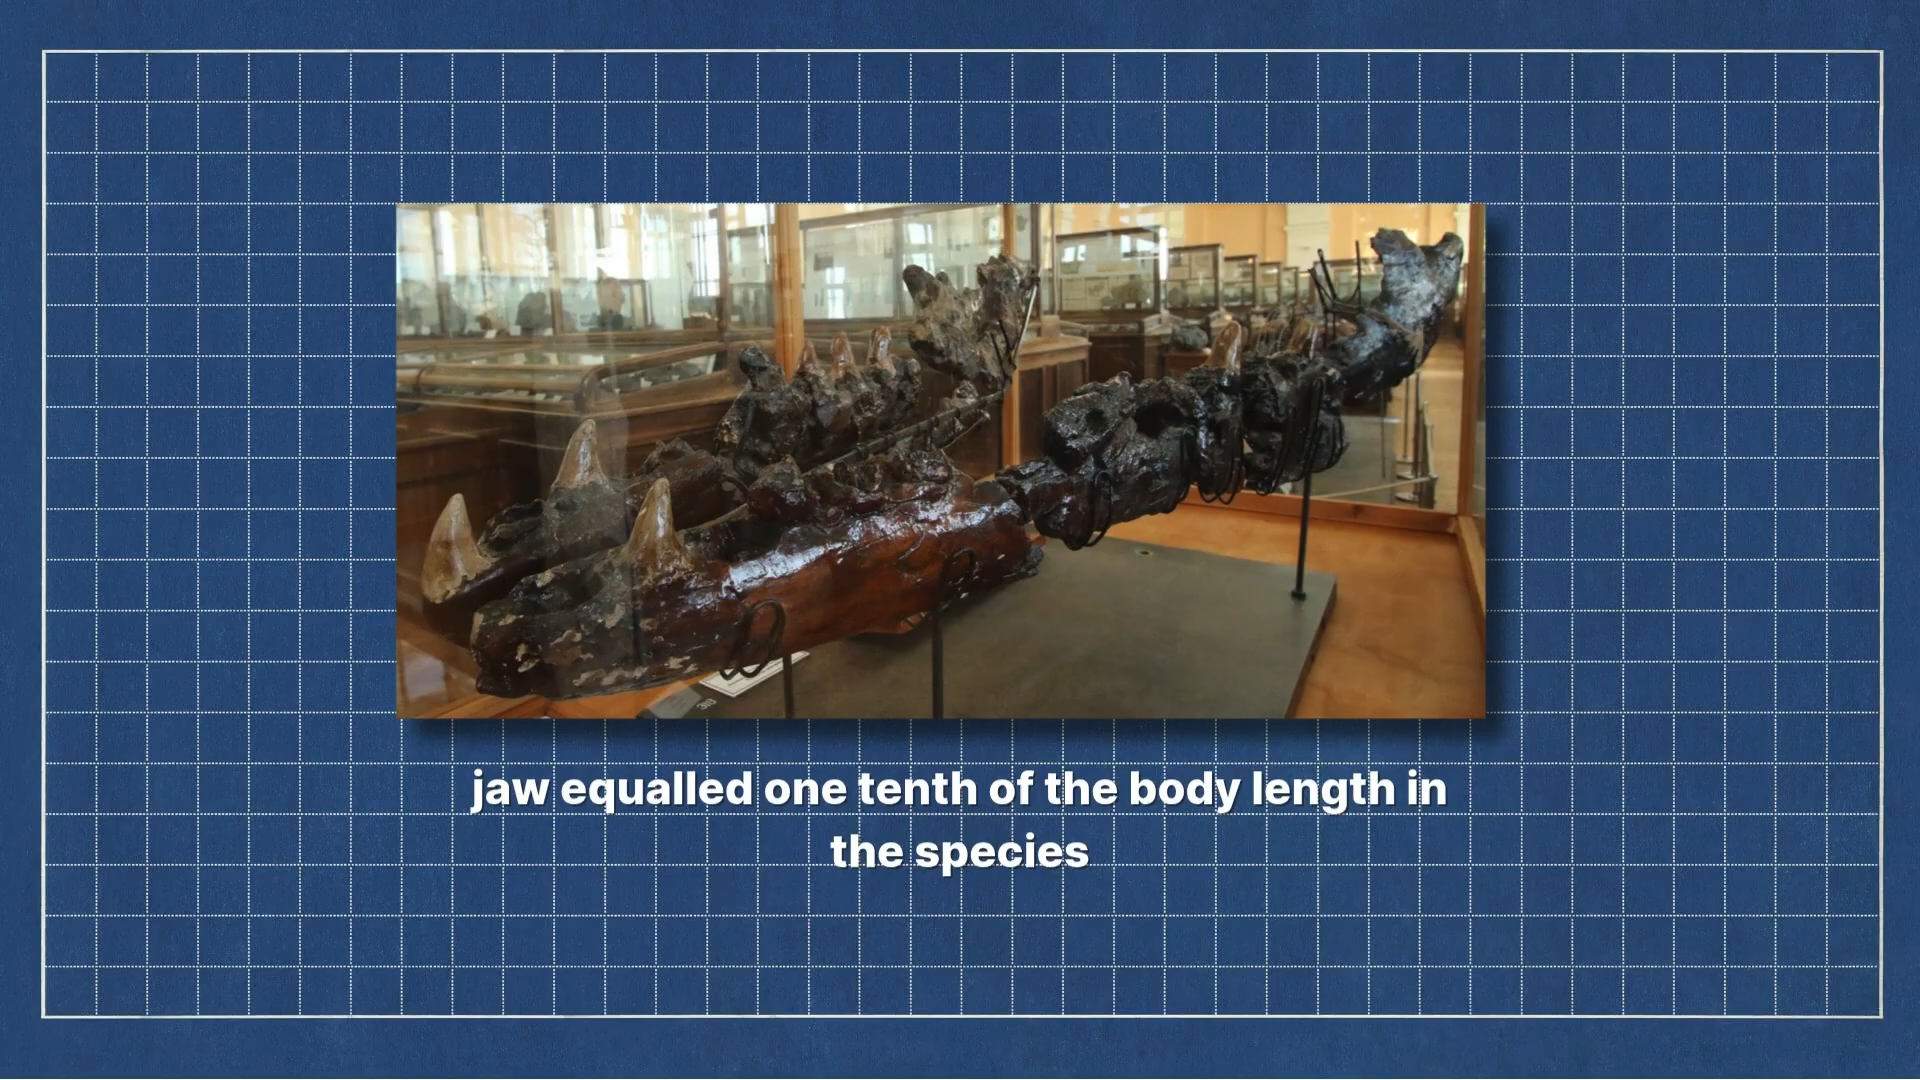 jaw equalled one tenth of the body length in
the species